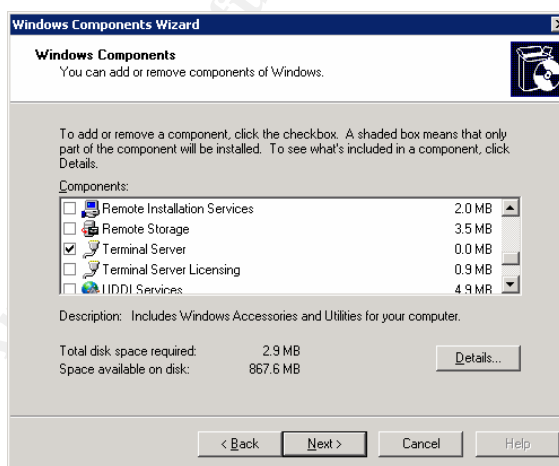 Windows Components Wizard
Windows Components
You can add or remove components of Windows.
To add or remove a component, click the checkbox. A shaded box means that only
part of the component will be installed. To see what's included in a component, click
Details.
Components:
Remote Installation Services 2.0 MB
Remote Storage 3.5 MB
Terminal Server 0.0 MB
Terminal Server Licensing 0.9 MB
UDDI Services 4.9 MB
Description: Includes Windows Accessories and Utilities for your computer.
Total disk space required: 2.9 MB
Space available on disk: 867.6 MB
Details...
< Back Next > Cancel Help